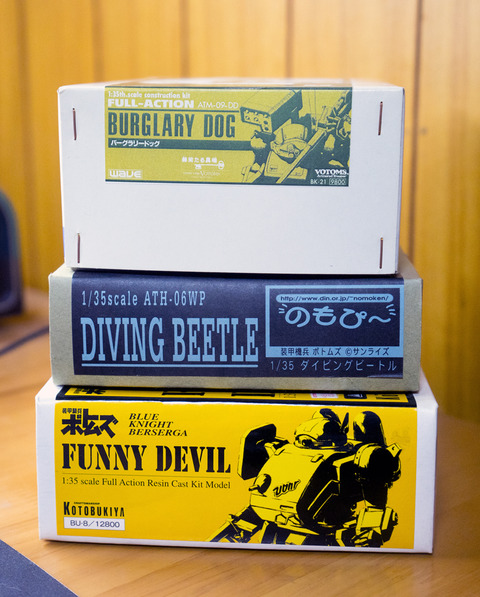 1:35th scale construction kit
FULL-ACTION ATM-09-DD
BURGLARY DOG
バーグラリードッグ
WAVE
VOTOMS
BK-21 9800
1/35scale ATH-06WP
DIVING BEETLE
http://www.din.or.jp/~nomoken/
のもぴ〜
装甲機兵 ボトムズ ©サンライズ
1/35 ダイビングビートル
装甲騎兵
ボトムズ
BLUE
KNIGHT
BERSERGA
FUNNY DEVIL
1:35 scale Full Action Resin Cast Kit Model
KOTOBUKIYA
BU-8/12800